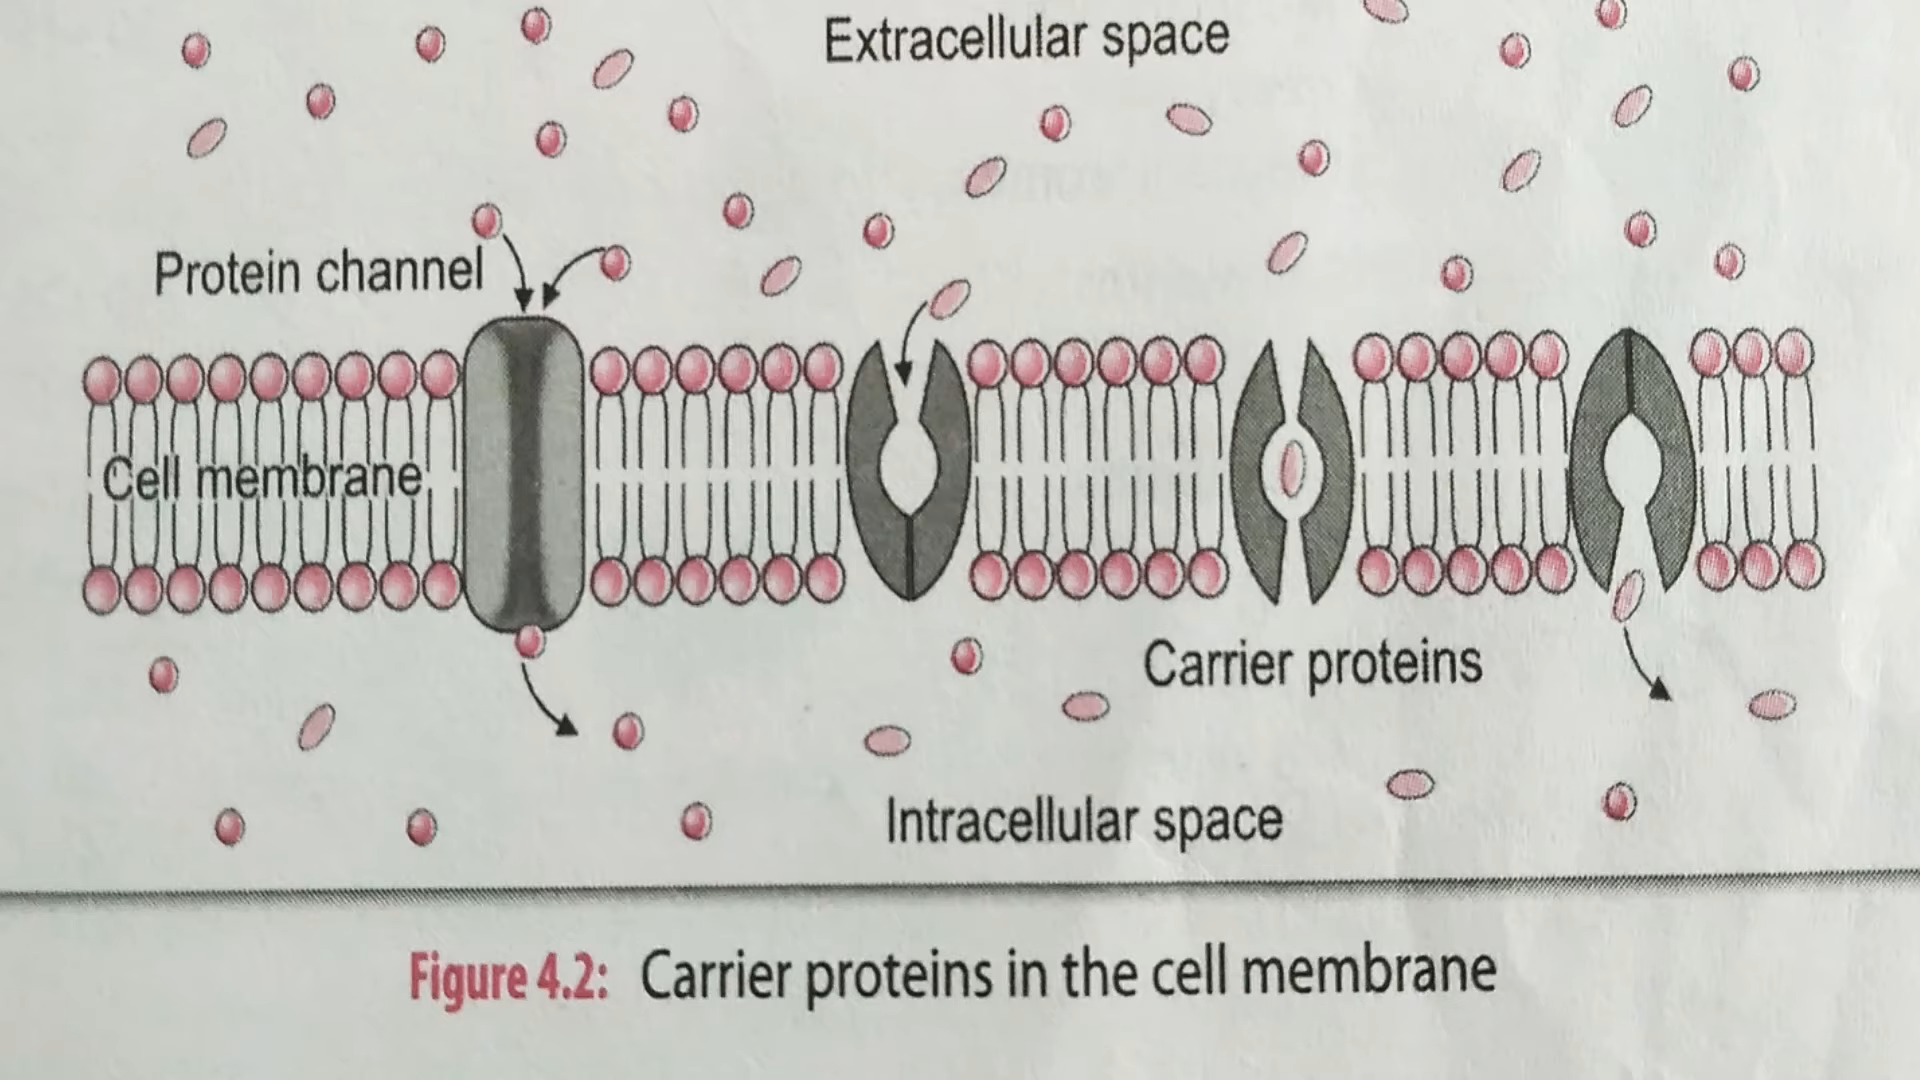 Extracellular space
Protein channel
Cell membrane
Carrier proteins
Intracellular space
Figure 4.2: Carrier proteins in the cell membrane